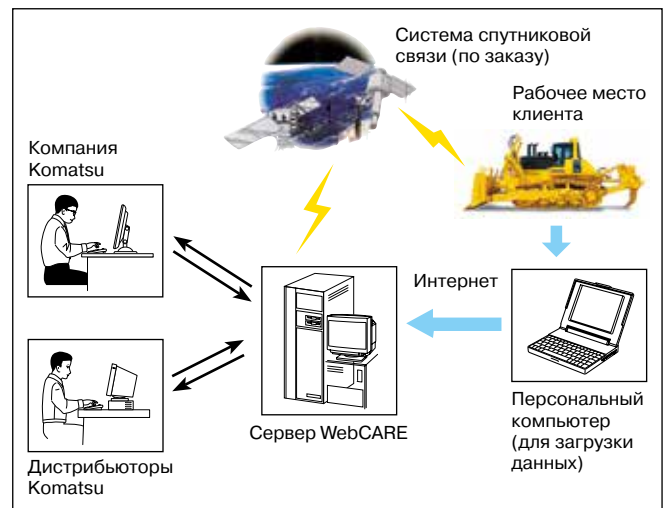 Система спутниковой
связи (по заказу)
Рабочее место
клиента
Компания
Komatsu
Интернет
Сервер WebCARE
Персональный
компьютер
(для загрузки
данных)
Дистрибьюторы
Komatsu